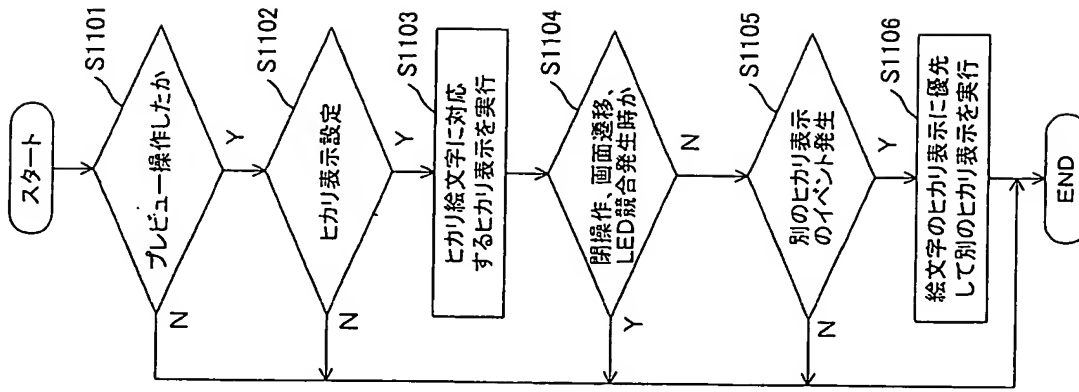 スタート
S1101
プレビュー操作したか
N
Y
S1102
ヒカリ表示設定
N
Y
S1103
ヒカリ絵文字に対応
するヒカリ表示を実行
S1104
閉操作、画面遷移、
LED競合発生時か
Y
N
S1105
別のヒカリ表示
のイベント発生
N
Y
S1106
絵文字のヒカリ表示に優先
して別のヒカリ表示を実行
END